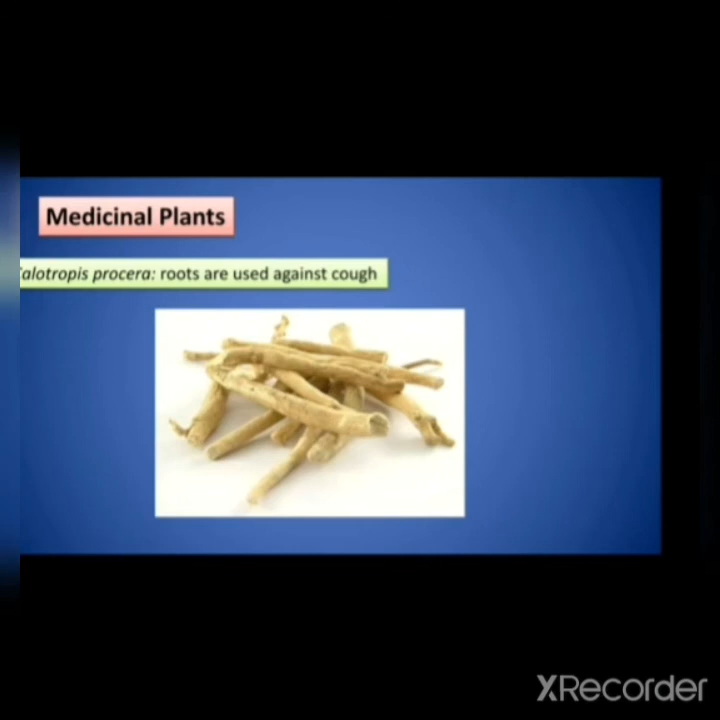 Medicinal Plants
alotropis procera: roots are used against cough
XRecorder